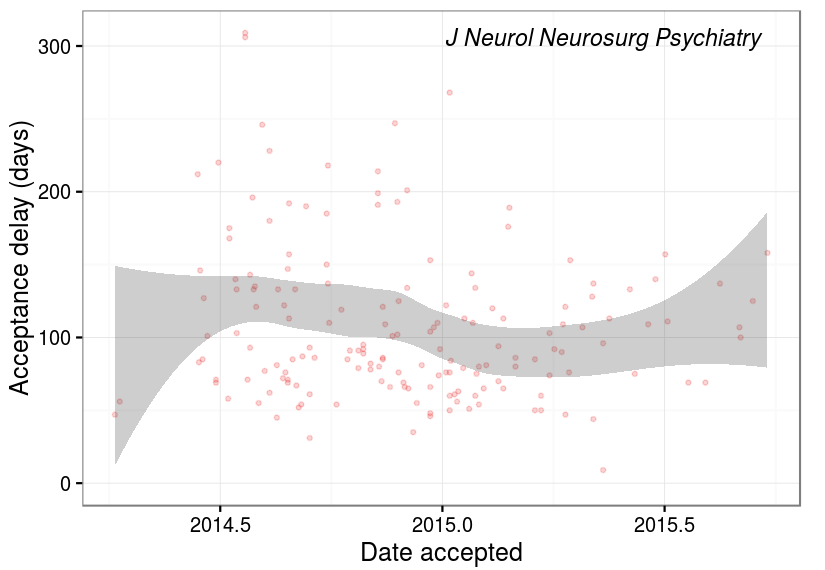 J Neurol Neurosurg Psychiatry
300
200
100
0
Acceptance delay (days)
2014.5 2015.0 2015.5
Date accepted